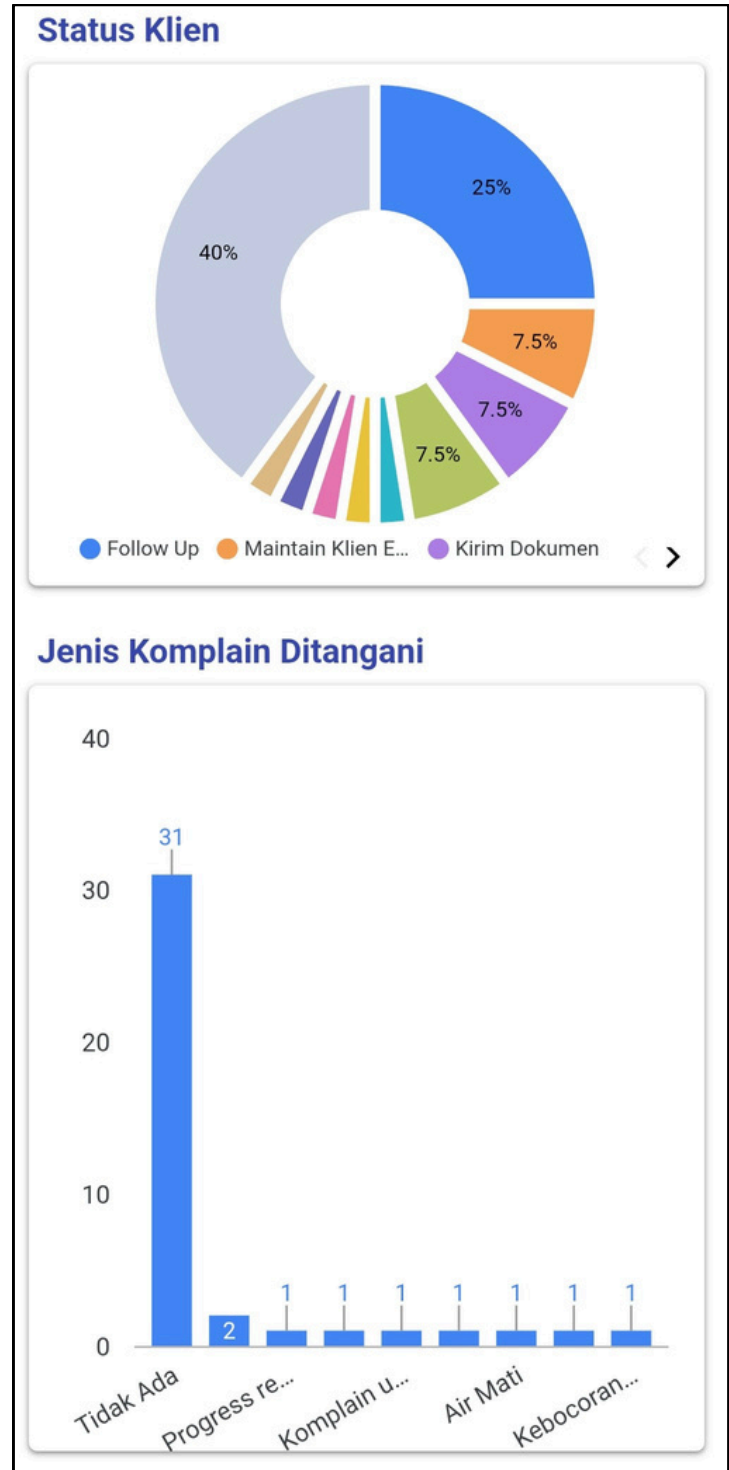 Status Klien
25%
40%
7.5%
7.5%
7.5%
Follow Up Maintain Klien E... Kirim Dokumen
Jenis Komplain Ditangani
40
31
30
20
10
1 1 1 1 1 1 1
2
0
Tidak Ada Progress re... Komplain u... Air Mati Kebocoran...